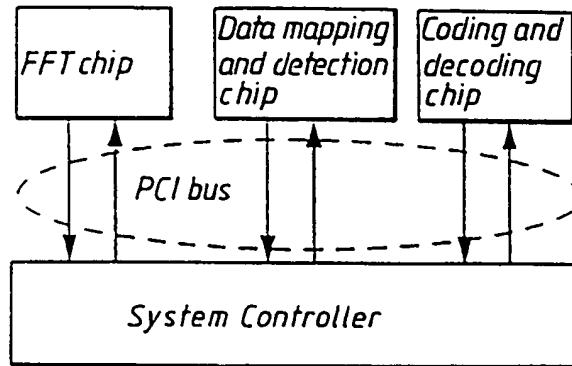 FFT chip
Data mapping
and detection
chip
Coding and
decoding
chip
PCI bus
System Controller